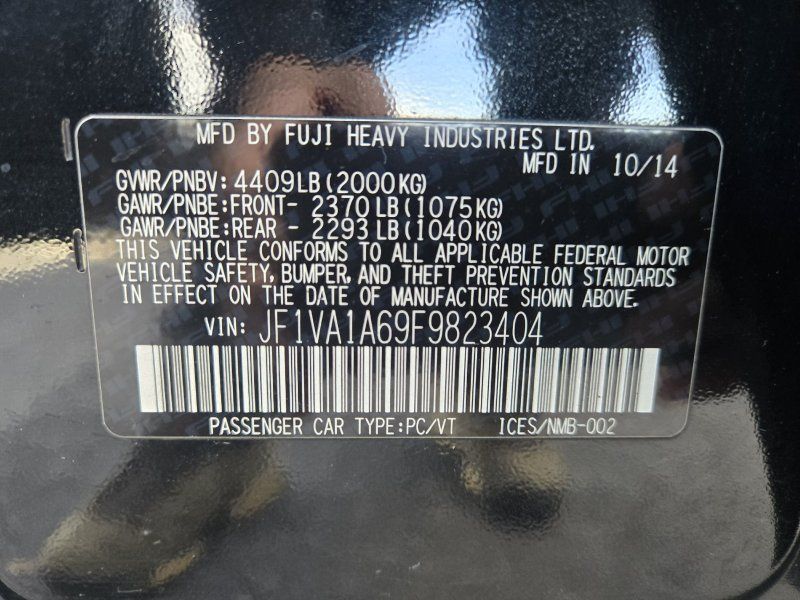 MFD BY FUJI HEAVY INDUSTRIES LTD.
MFD IN 10/14
GVWR/PNBV: 4409LB (2000KG)
GAWR/PNBE:FRONT- 2370 LB (1075KG)
GAWR/PNBE:REAR - 2293 LB (1040KG)
THIS VEHICLE CONFORMS TO ALL APPLICABLE FEDERAL MOTOR
VEHICLE SAFETY, BUMPER, AND THEFT PREVENTION STANDARDS
IN EFFECT ON THE DATE OF MANUFACTURE SHOWN ABOVE.
VIN: JF1VA1A69F9823404
PASSENGER CAR TYPE:PC/VT ICES/NMB-002